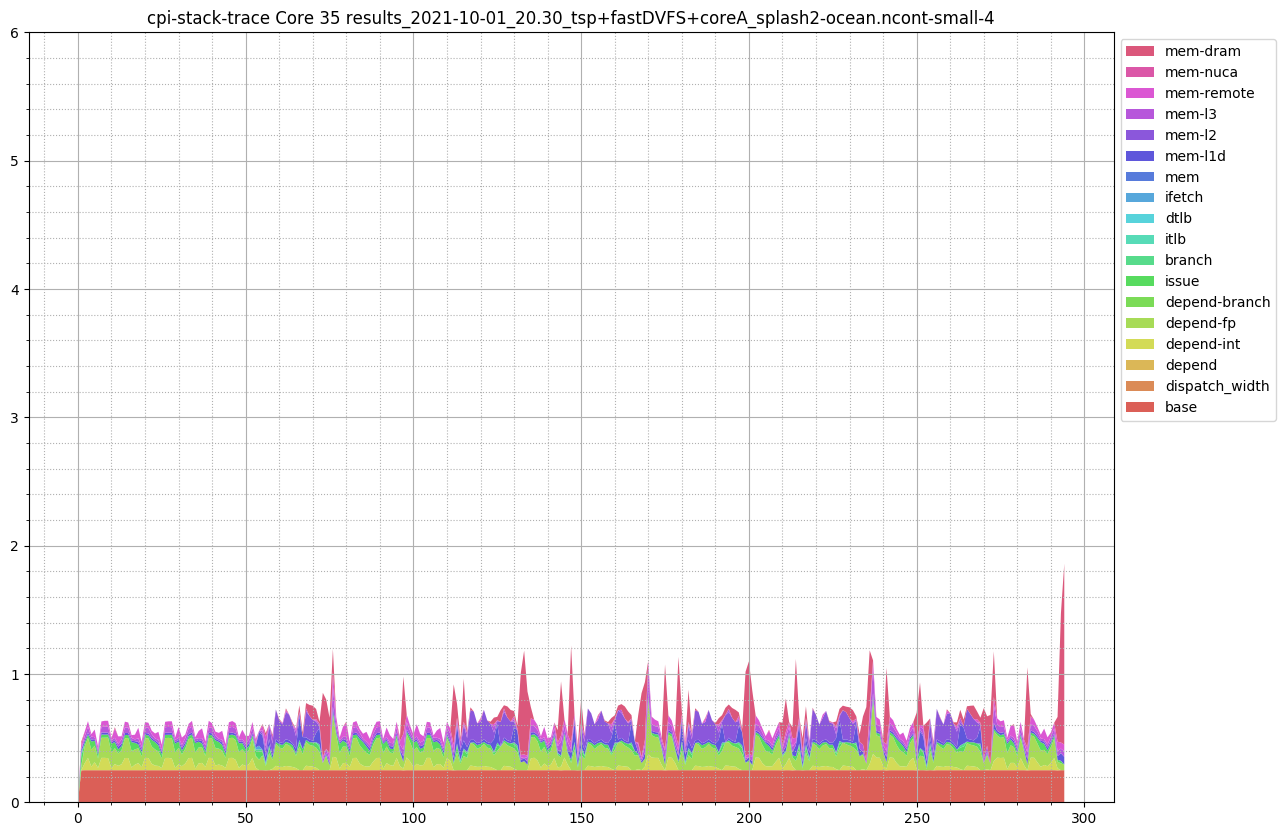 cpi-stack-trace Core 35 results_2021-10-01_20.30_tsp+fastDVFS+coreA_splash2-ocean.ncont-small-4
6
5
4
3
2
1
0
0 50 100 150 200 250 300
mem-dram
mem-nuca
mem-remote
mem-l3
mem-l2
mem-l1d
mem
ifetch
dtlb
itlb
branch
issue
depend-branch
depend-fp
depend-int
depend
dispatch_width
base